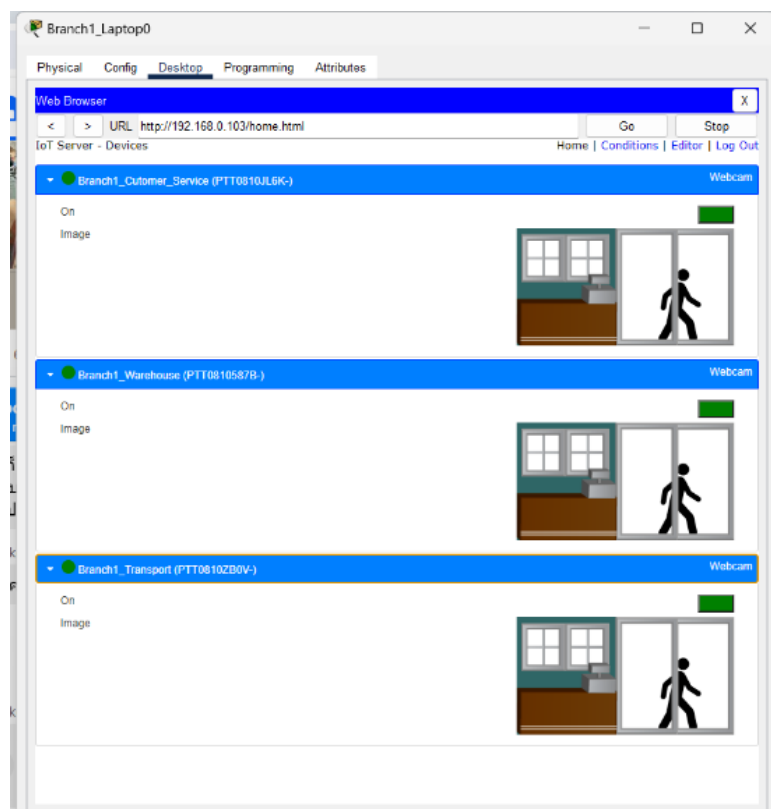 Branch1_Laptop0
Physical Config Desktop Programming Attributes
Web Browser X
< > URL http://192.168.0.103/home.html Go Stop
IoT Server - Devices Home | Conditions | Editor | Log Out
Branch1_Cutomer_Service (PTT0810JL6K-) Webcam
On
Image
Branch1_Warehouse (PTT0810587B-) Webcam
On
Image
Branch1_Transport (PTT0810ZB0V-) Webcam
On
Image